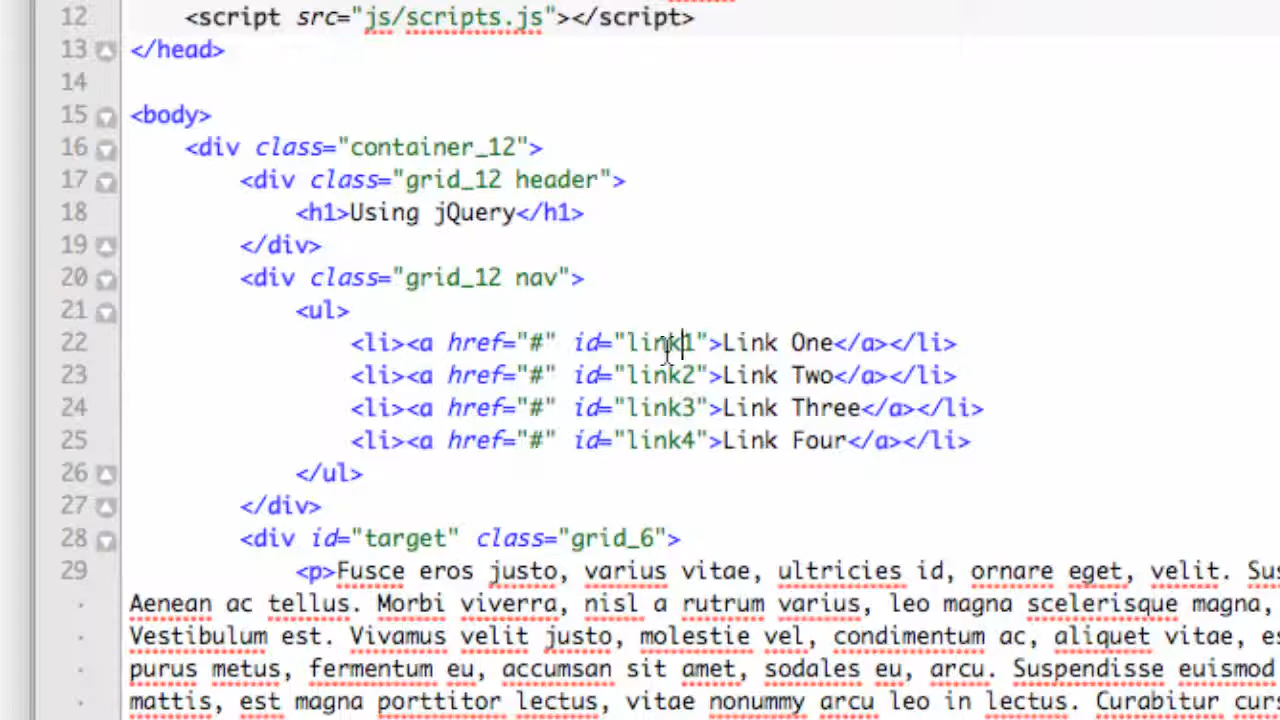 12 <script src="js/scripts.js"></script>
13 </head>
14
15 <body>
16 <div class="container_12">
17 <div class="grid_12 header">
18 <h1>Using jQuery</h1>
19 </div>
20 <div class="grid_12 nav">
21 <ul>
22 <li><a href="#" id="link1">Link One</a></li>
23 <li><a href="#" id="link2">Link Two</a></li>
24 <li><a href="#" id="link3">Link Three</a></li>
25 <li><a href="#" id="link4">Link Four</a></li>
26 </ul>
27 </div>
28 <div id="target" class="grid_6">
29 <p>Fusce eros justo, varius vitae, ultricies id, ornare eget, velit.
Aenean ac tellus. Morbi viverra, nisl a rutrum varius, leo magna scelerisque magna,
Vestibulum est. Vivamus velit justo, molestie vel, condimentum ac, aliquet vitae,
purus metus, fermentum eu, accumsan sit amet, sodales eu, arcu. Suspendisse euismod
mattis, est magna porttitor lectus, vitae nonummy arcu leo in lectus. Curabitur